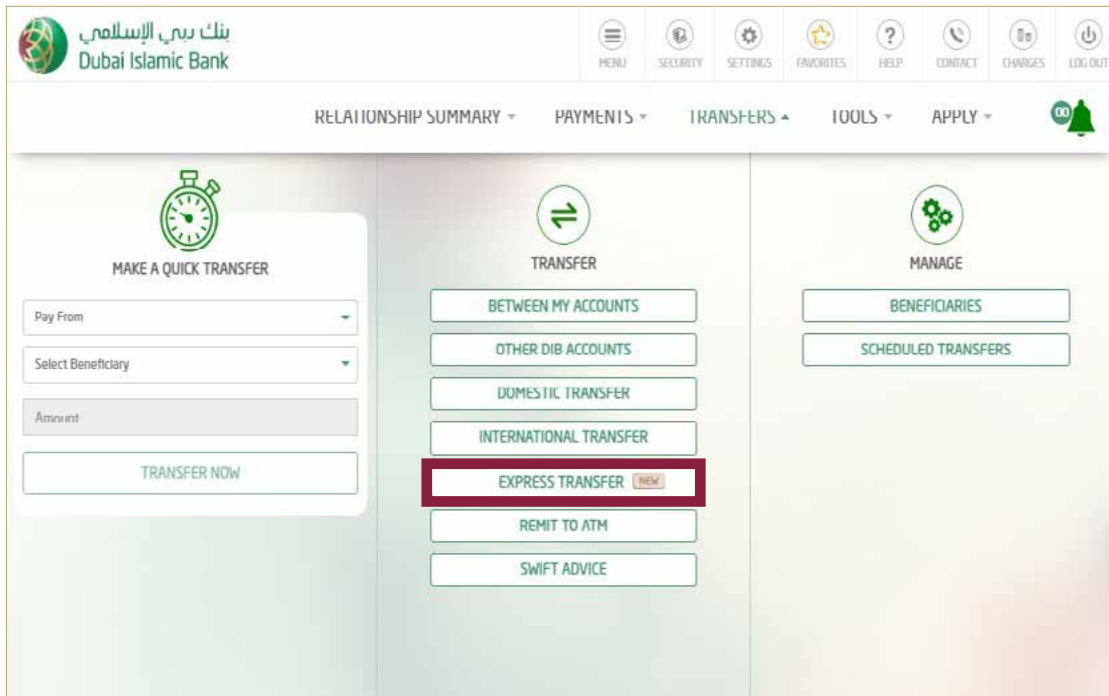 بنك دبي الإسلامي
Dubai Islamic Bank
MENU
SECURITY
SETTINGS
FAVORITES
?
HELP
CONTACT
CHARGES
LOG OUT
RELATIONSHIP SUMMARY
PAYMENTS
TRANSFERS
TOOLS
APPLY
00
MAKE A QUICK TRANSFER
Pay From
Select Beneficiary
Amount
TRANSFER NOW
TRANSFER
BETWEEN MY ACCOUNTS
OTHER DIB ACCOUNTS
DOMESTIC TRANSFER
INTERNATIONAL TRANSFER
EXPRESS TRANSFER NEW
REMIT TO ATM
SWIFT ADVICE
MANAGE
BENEFICIARIES
SCHEDULED TRANSFERS